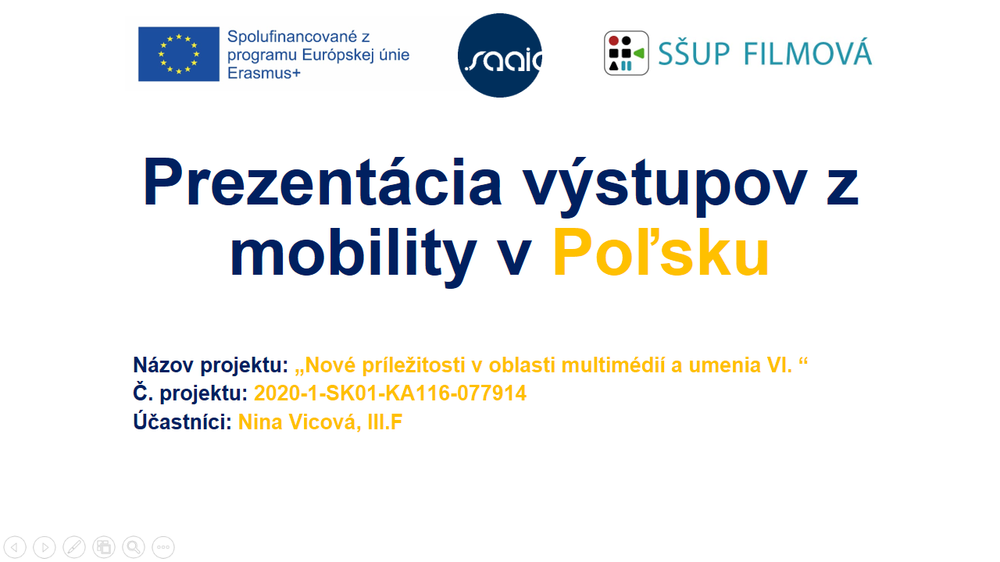 Spolufinancované z
programu Európskej únie
Erasmus+
.saaic
SŠUP FILMOVÁ
Prezentácia výstupov z
mobility v Poľsku
Názov projektu: „Nové príležitosti v oblasti multimédií a umenia VI. “
Č. projektu: 2020-1-SK01-KA116-077914
Účastníci: Nina Vicová, III.F